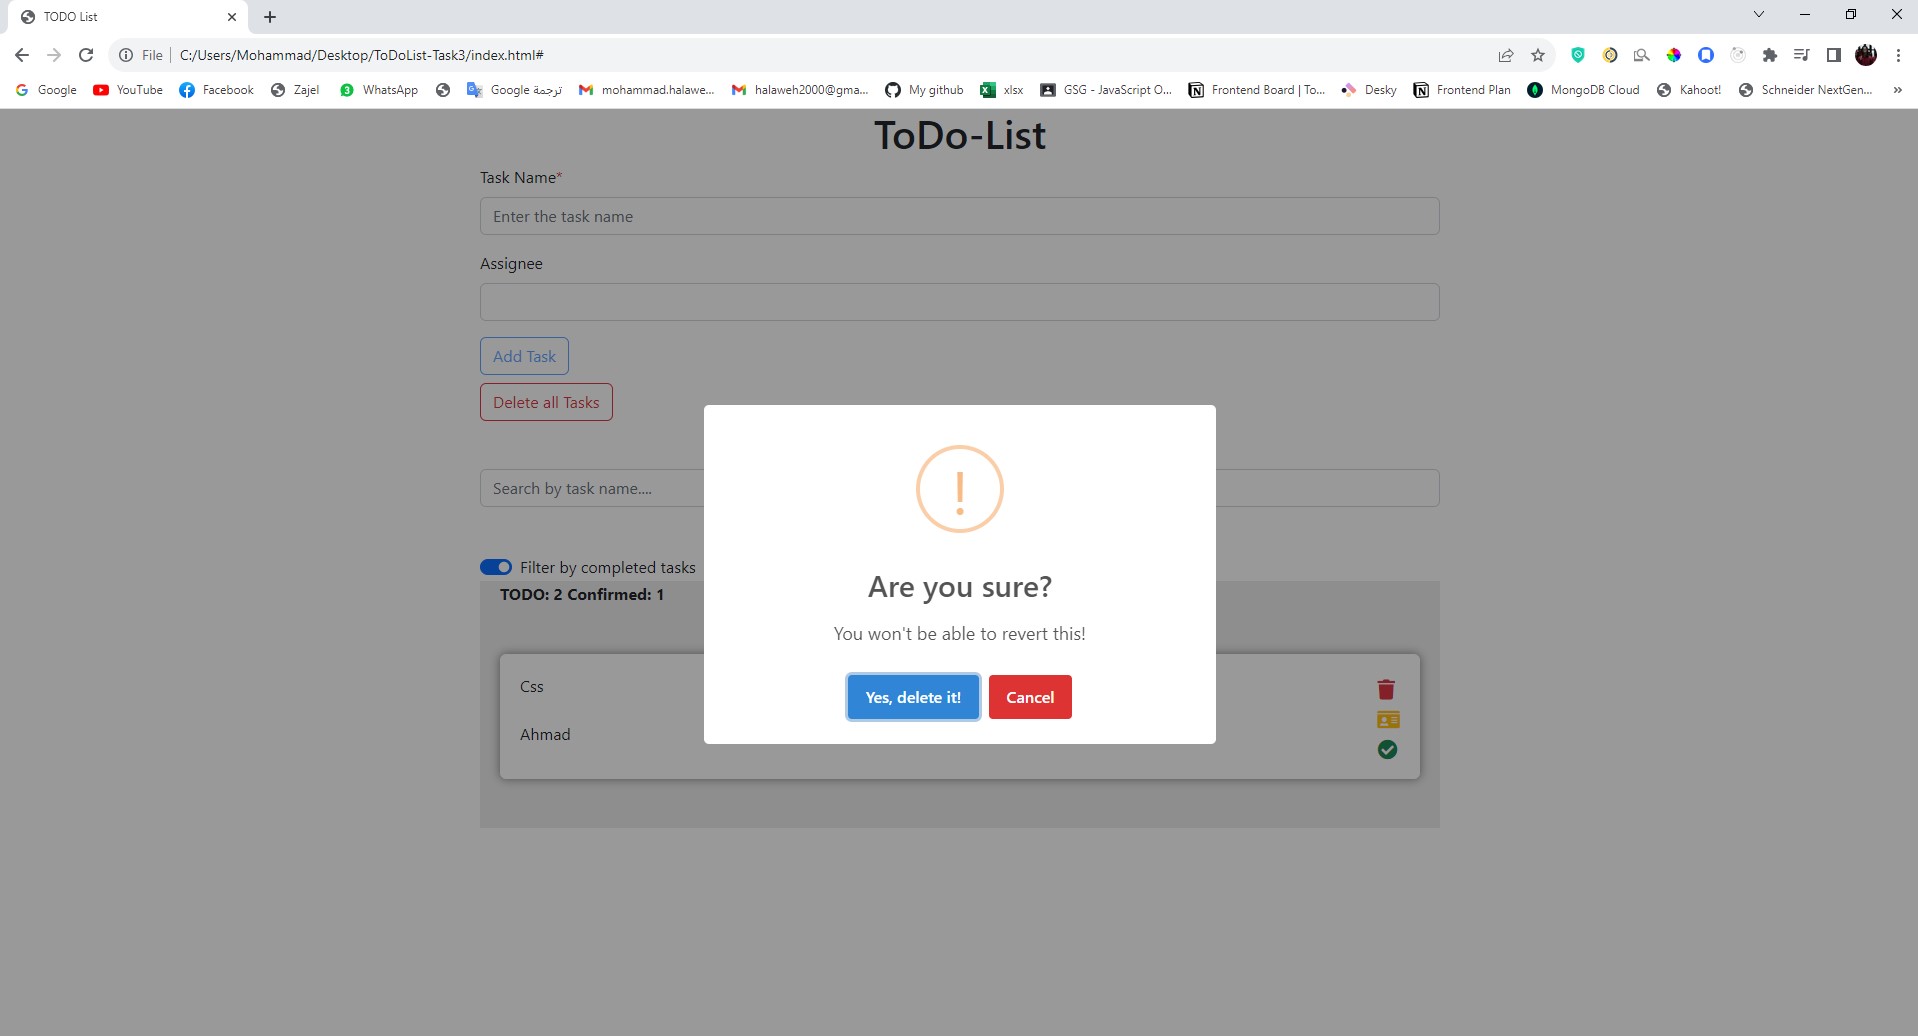 TODO List
File
C:/Users/Mohammad/Desktop/ToDoList-Task3/index.html#
Google YouTube Facebook Zajel WhatsApp Google ترجمة mohammad.halawe... halaweh2000@gma... My github xlsx GSG - JavaScript O... Frontend Board | To... Desky Frontend Plan MongoDB Cloud Kahoot! Schneider NextGen... »
ToDo-List
Task Name*
Enter the task name
Assignee
Add Task
Delete all Tasks
Search by task name....
Filter by completed tasks
TODO: 2 Confirmed: 1
Css
Ahmad
!
Are you sure?
You won't be able to revert this!
Yes, delete it! Cancel